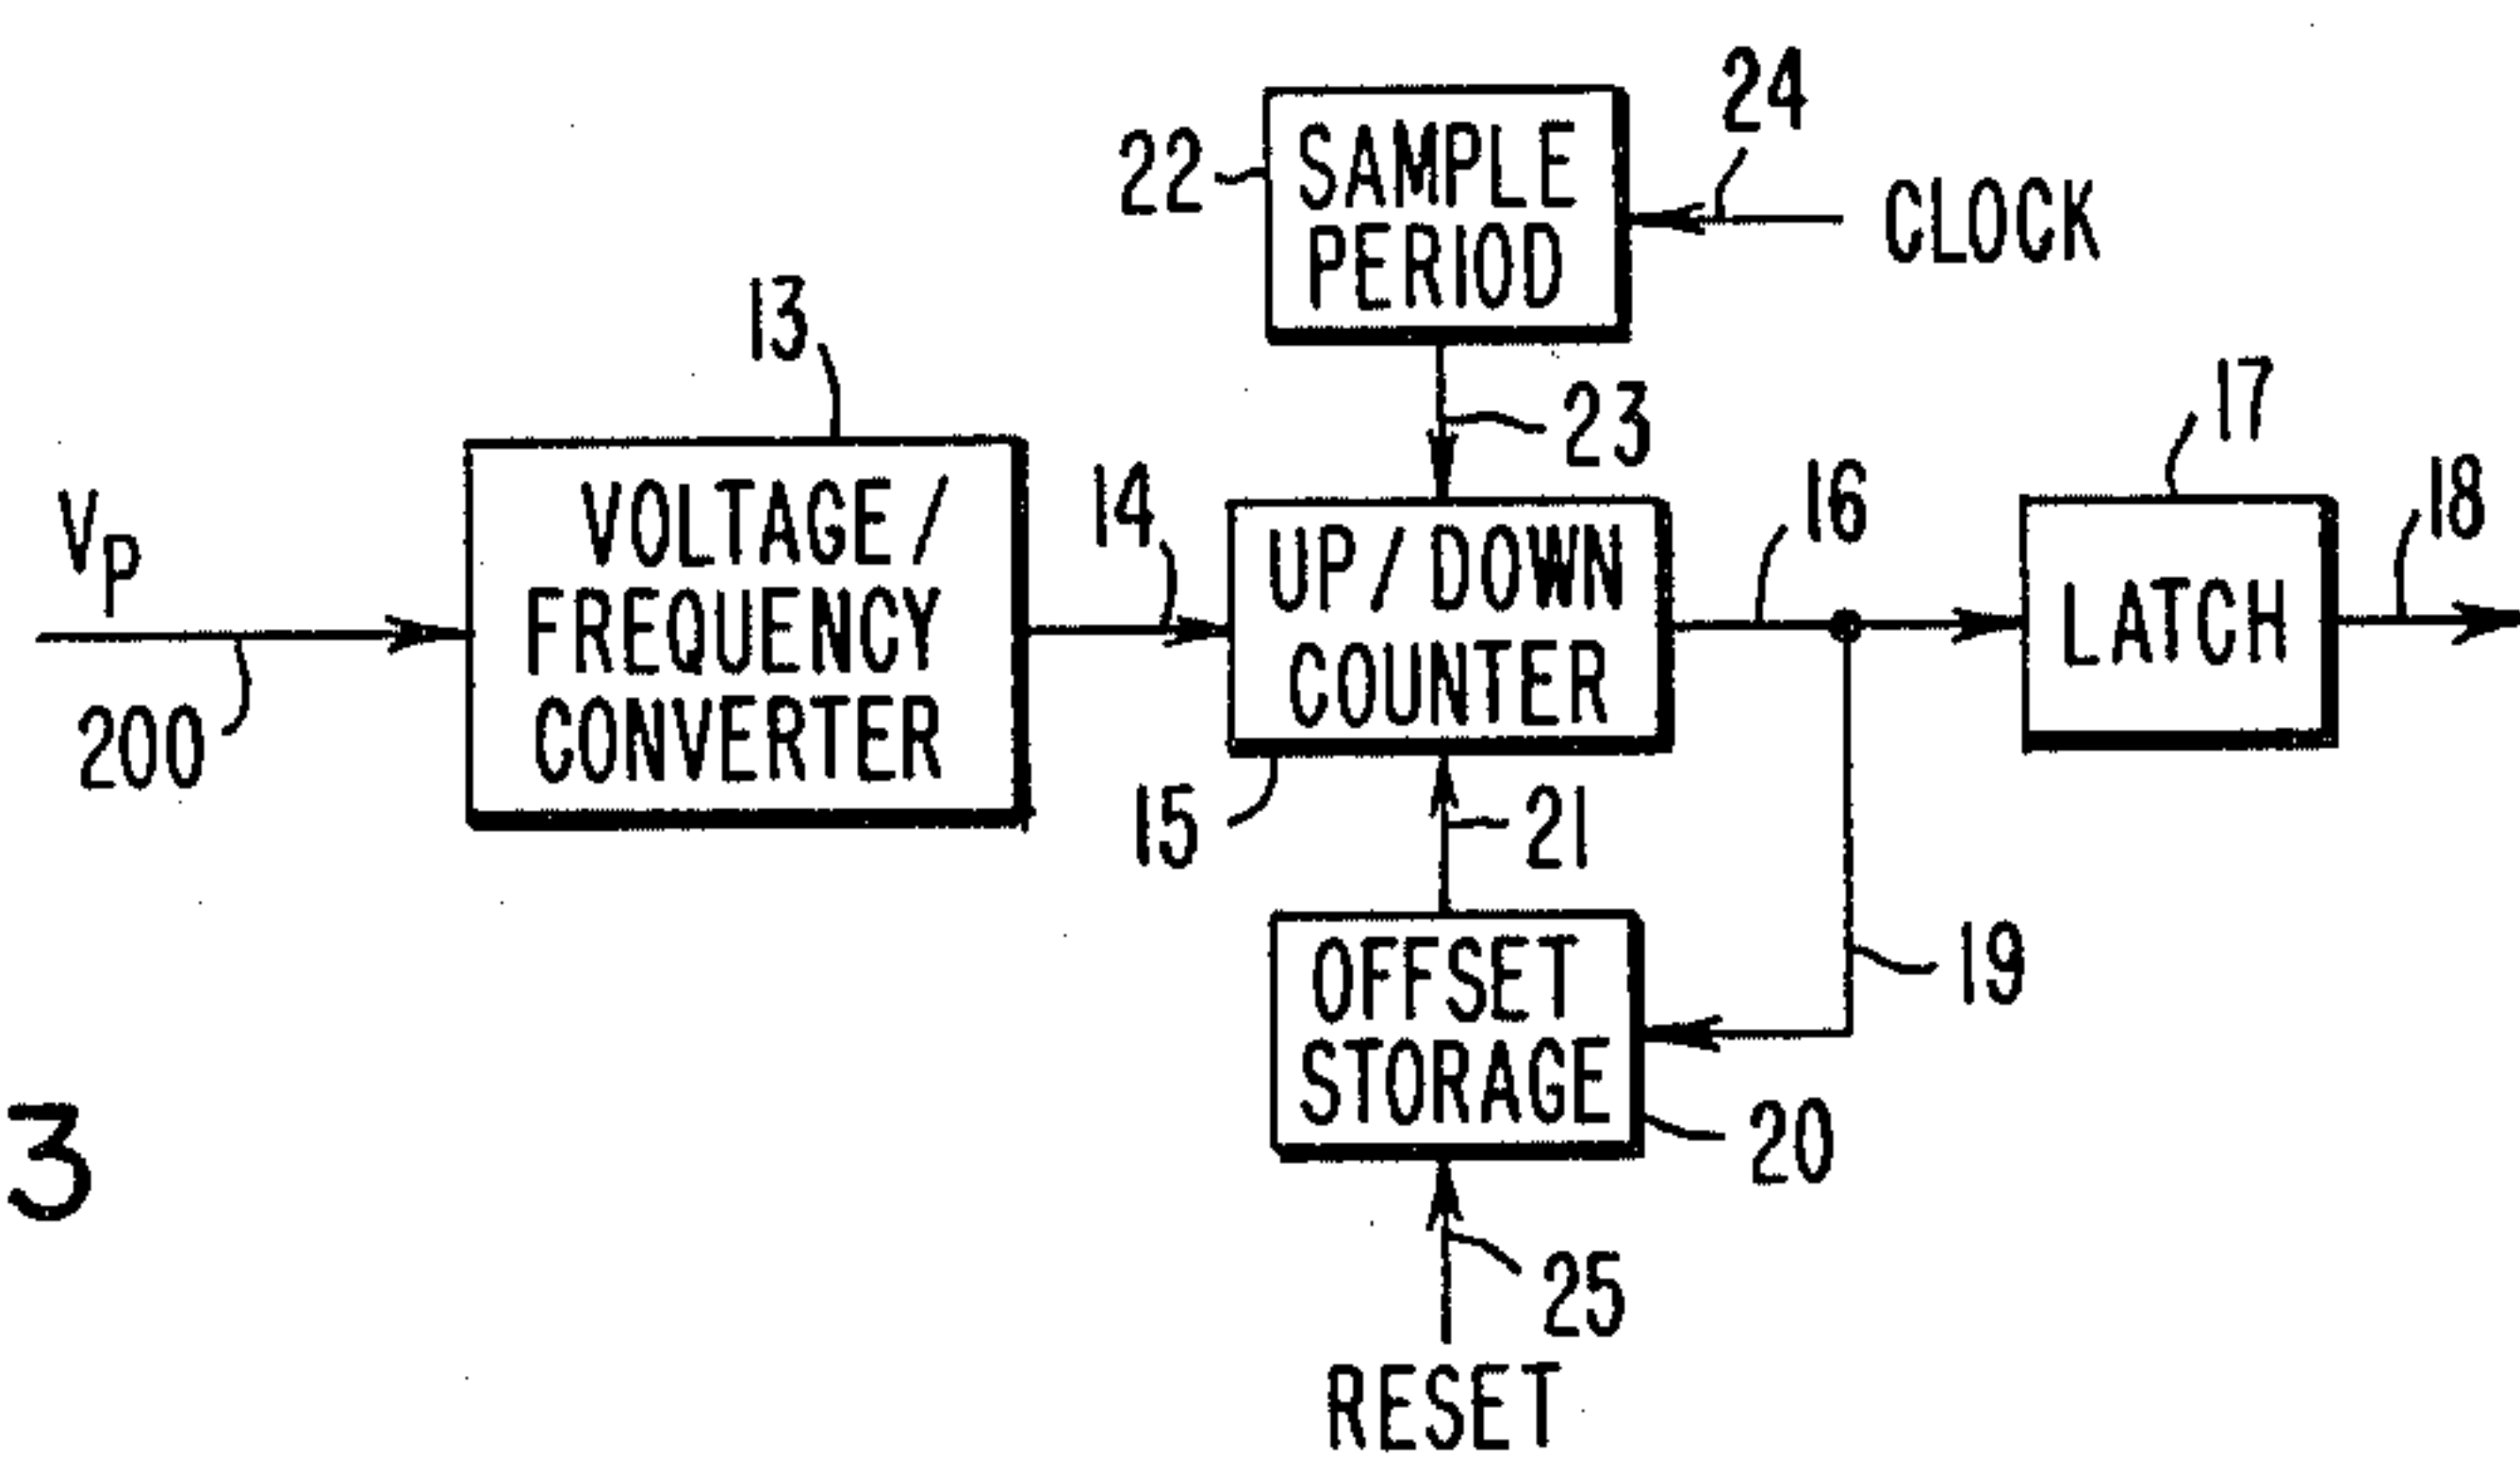 24
22
SAMPLE
PERIOD
CLOCK
13
23
17
14
16
18
VP
VOLTAGE/
FREQUENCY
CONVERTER
UP/DOWN
COUNTER
LATCH
200
15
21
19
OFFSET
STORAGE
20
3
25
RESET